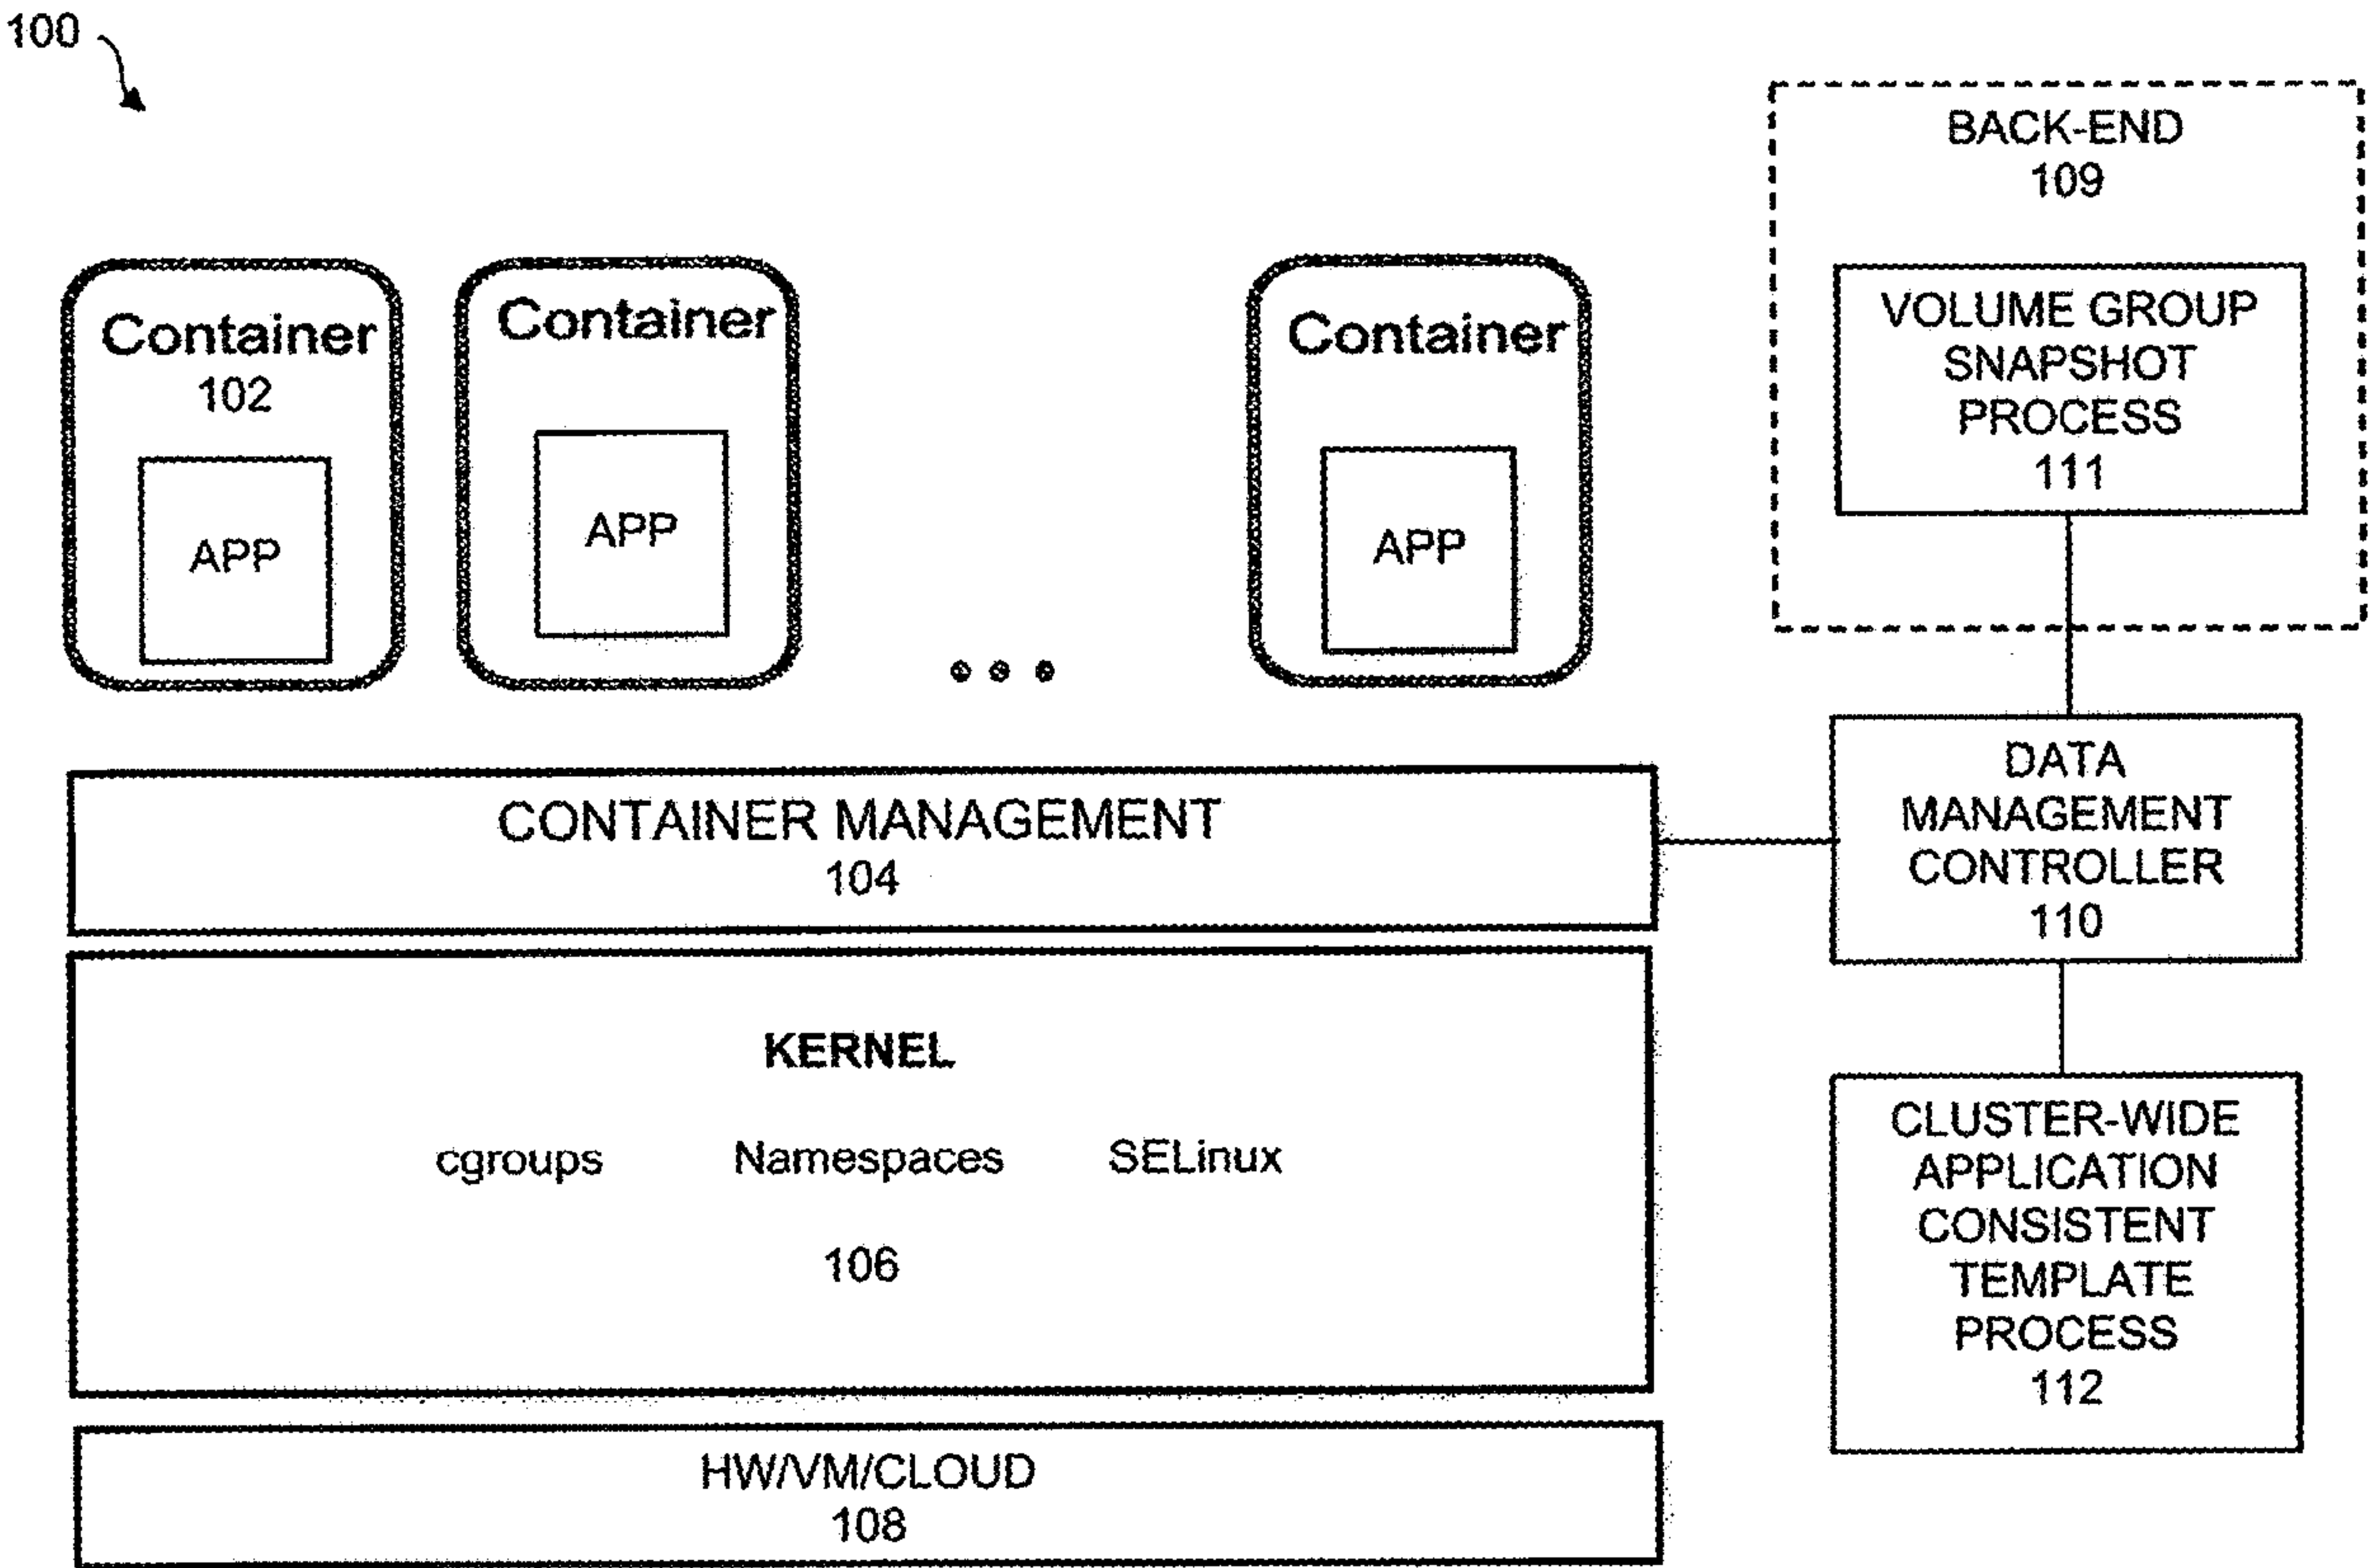 100
Container
102
APP
Container
APP
Container
APP
BACK-END
109
VOLUME GROUP
SNAPSHOT
PROCESS
111
CONTAINER MANAGEMENT
104
DATA
MANAGEMENT
CONTROLLER
110
KERNEL
cgroups Namespaces SELinux
106
CLUSTER-WIDE
APPLICATION
CONSISTENT
TEMPLATE
PROCESS
112
HW/VM/CLOUD
108